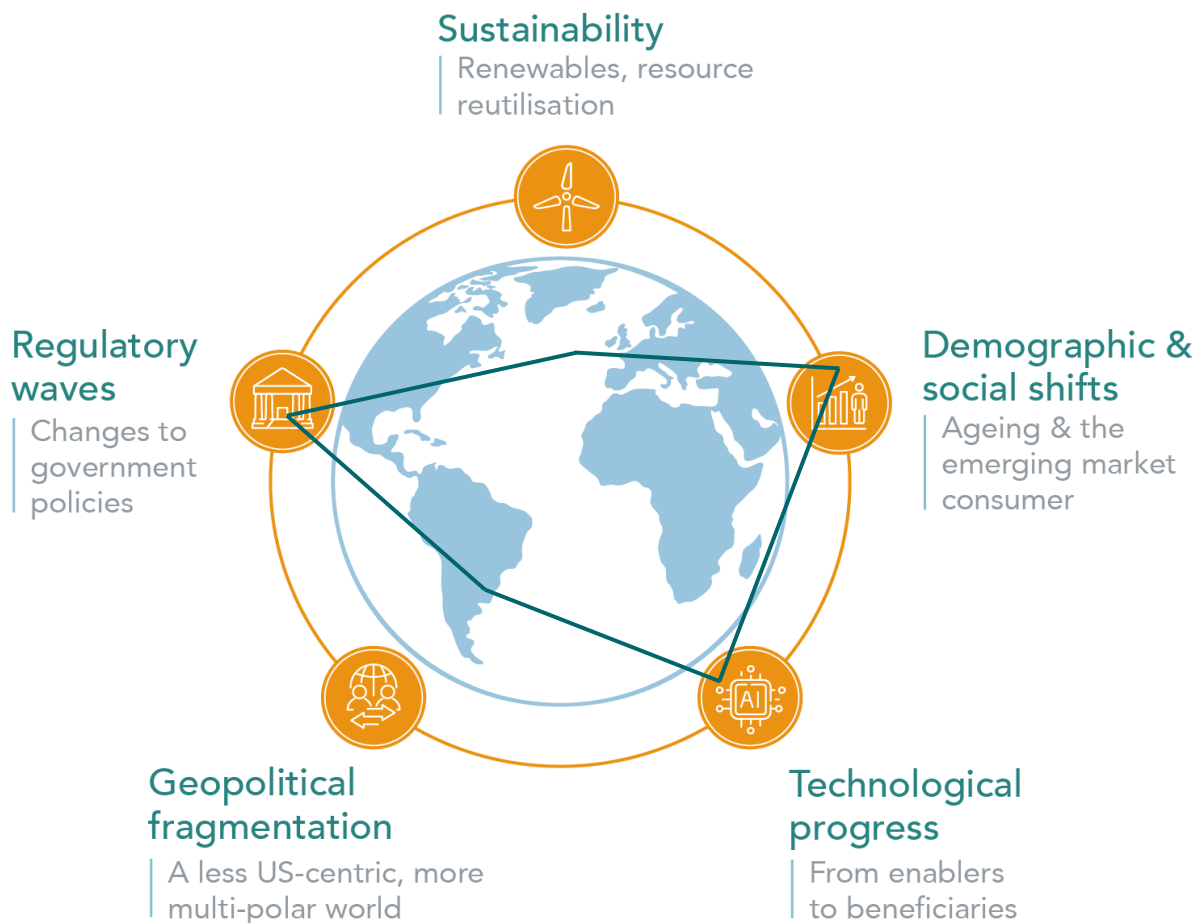 Sustainability
Renewables, resource
reutilisation
Regulatory
waves
Changes to
government
policies
Demographic &
social shifts
Ageing & the
emerging market
consumer
AI
Geopolitical
fragmentation
A less US-centric, more
multi-polar world
Technological
progress
From enablers
to beneficiaries